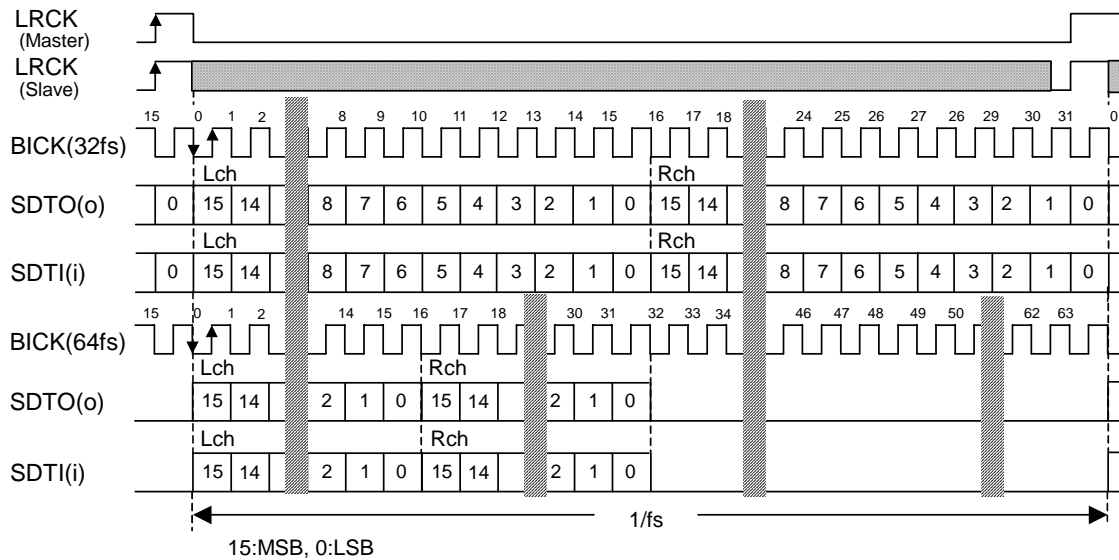 LRCK
(Master)
LRCK
(Slave)
15 0 1 2 8 9 10 11 12 13 14 15 16 17 18 24 25 26 27 26 29 30 31 0
BICK(32fs)
Lch Rch
SDTO(o) 0 15 14 8 7 6 5 4 3 2 1 0 15 14 8 7 6 5 4 3 2 1 0
Lch Rch
SDTI(i) 0 15 14 8 7 6 5 4 3 2 1 0 15 14 8 7 6 5 4 3 2 1 0
15 0 1 2 14 15 16 17 18 30 31 32 33 34 46 47 48 49 50 62 63
BICK(64fs)
Lch Rch
SDTO(o) 15 14 2 1 0 15 14 2 1 0
Lch Rch
SDTI(i) 15 14 2 1 0 15 14 2 1 0
1/fs
15:MSB, 0:LSB